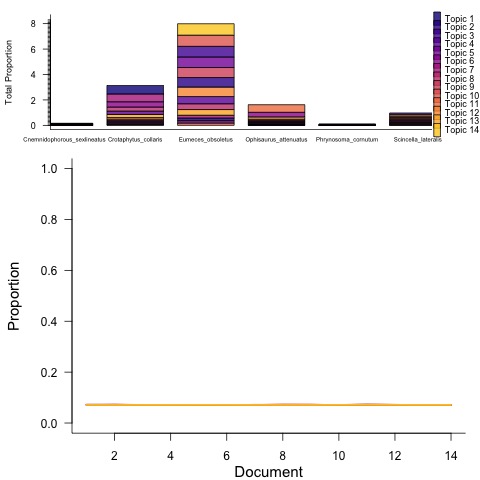 Total Proportion
8
6
4
2
0
Cnemnidophorous_sexlineatus Crotaphytus_collaris Eumeces_obsoletus Ophisaurus_attenuatus Phrynosoma_cornutum Scincella_lateralis
Topic 1
Topic 2
Topic 3
Topic 4
Topic 5
Topic 6
Topic 7
Topic 8
Topic 9
Topic 10
Topic 11
Topic 12
Topic 13
Topic 14
Proportion
1.0
0.8
0.6
0.4
0.2
0.0
2 4 6 8 10 12 14
Document